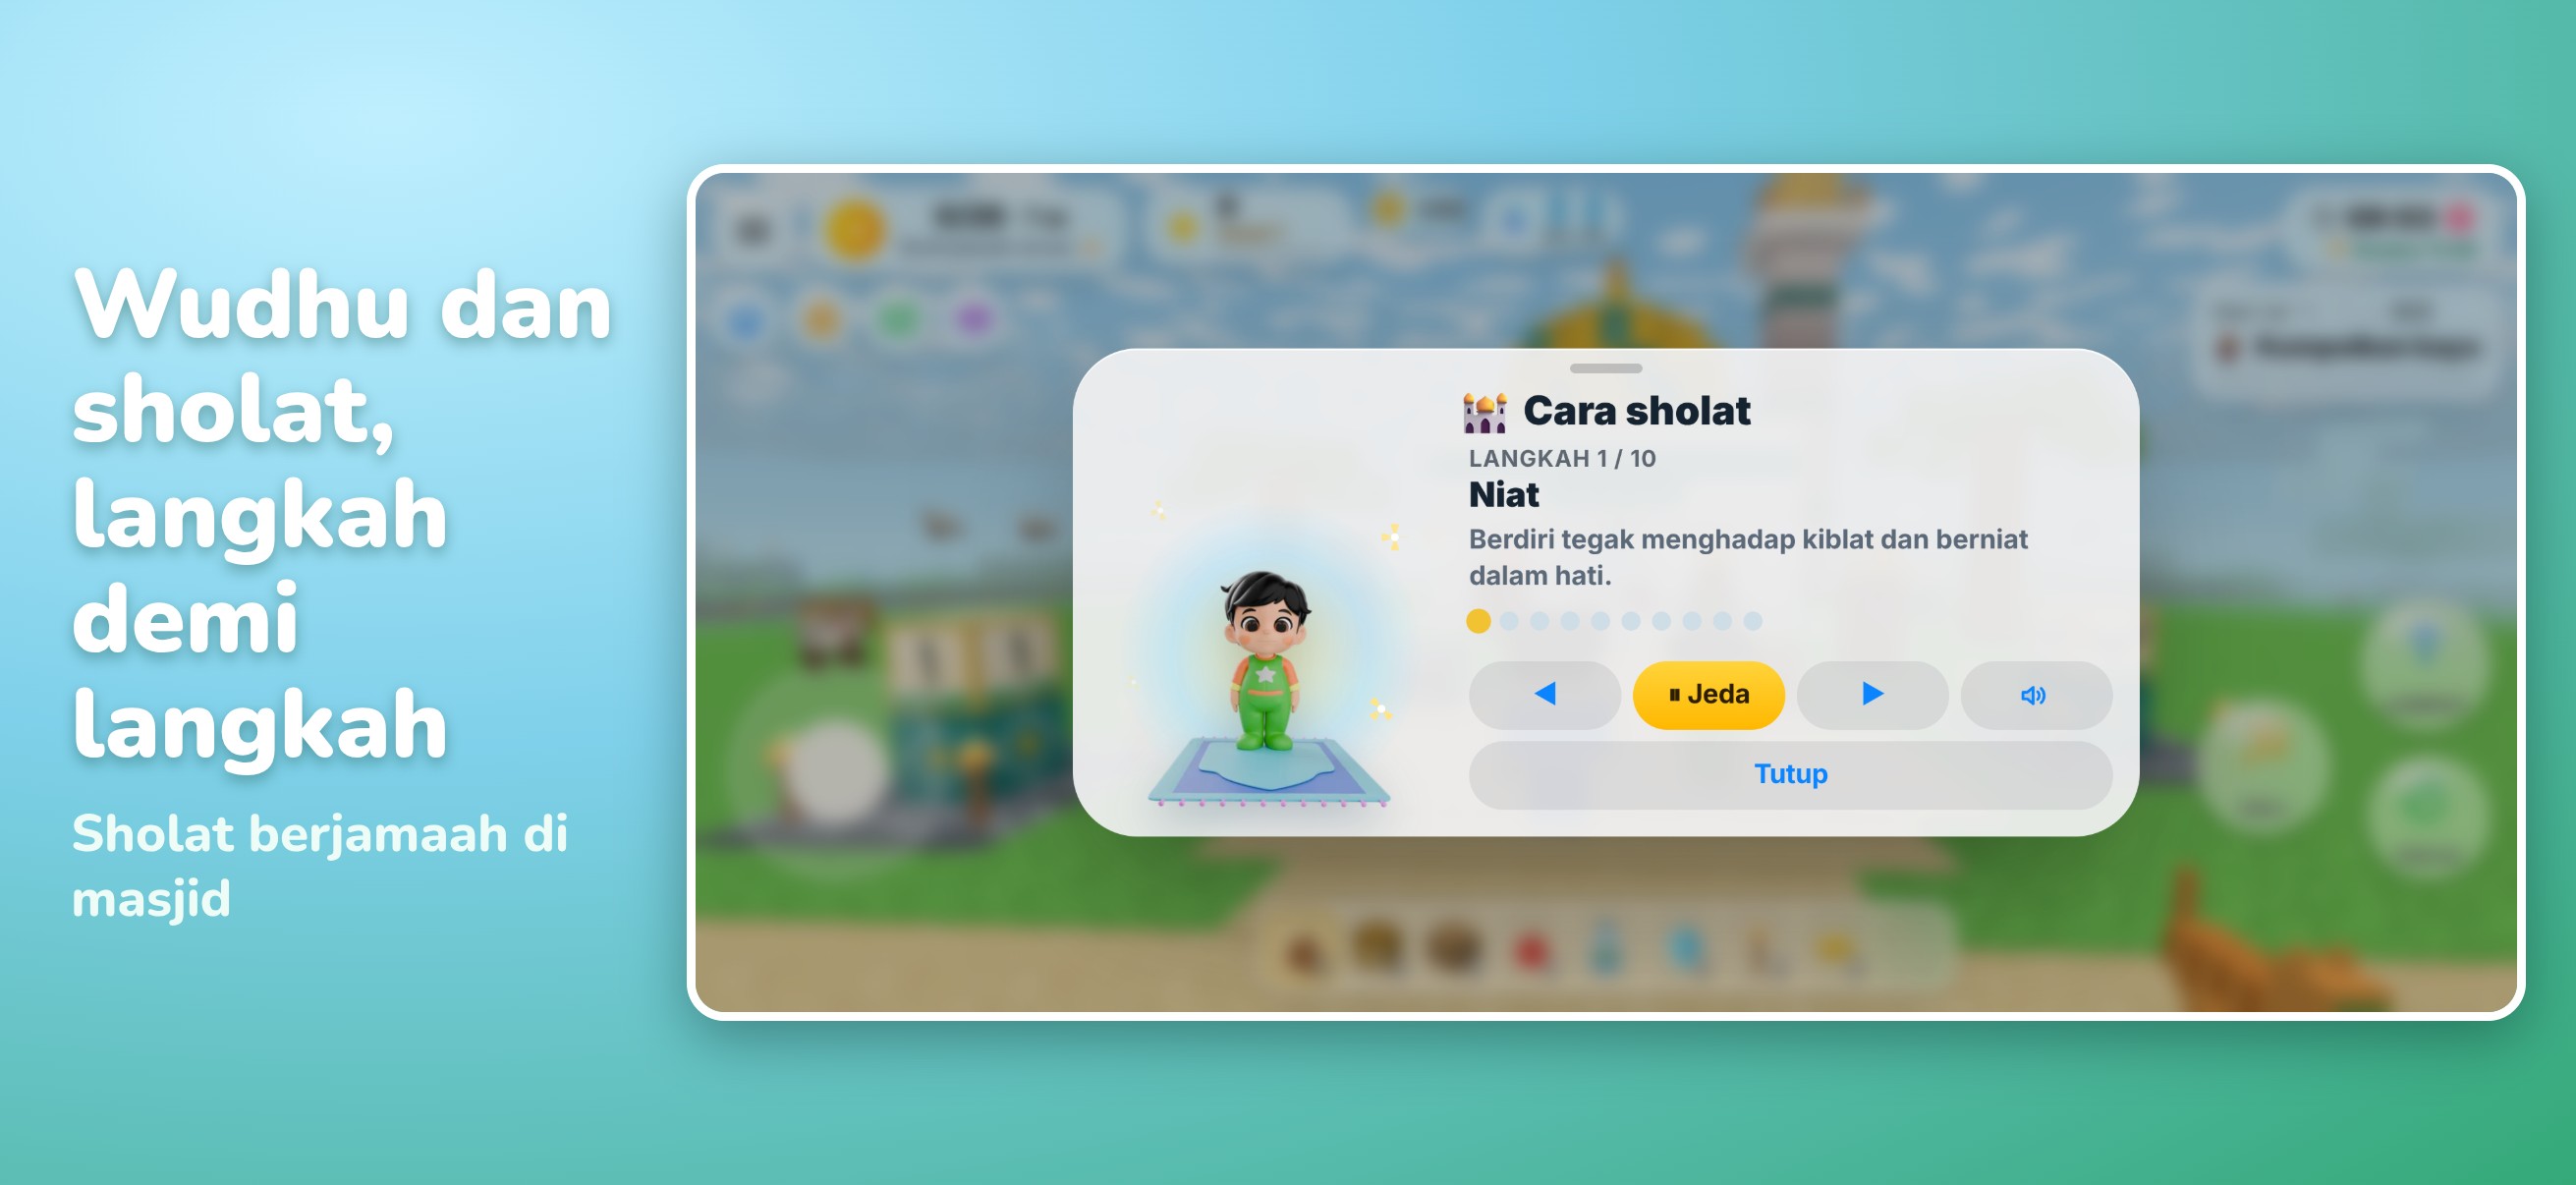 Wudhu dan
sholat,
langkah
demi
langkah
Sholat berjamaah di
masjid
Cara sholat
LANGKAH 1 / 10
Niat
Berdiri tegak menghadap kiblat dan berniat
dalam hati.
Jeda
Tutup